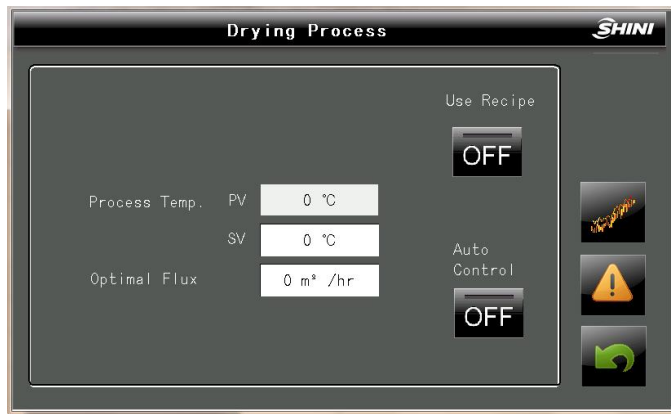 Drying Process
SHINI
Use Recipe
OFF
Process Temp. PV 0 °C
SV 0 °C
Auto
Control
Optimal Flux 0 m³ /hr
OFF